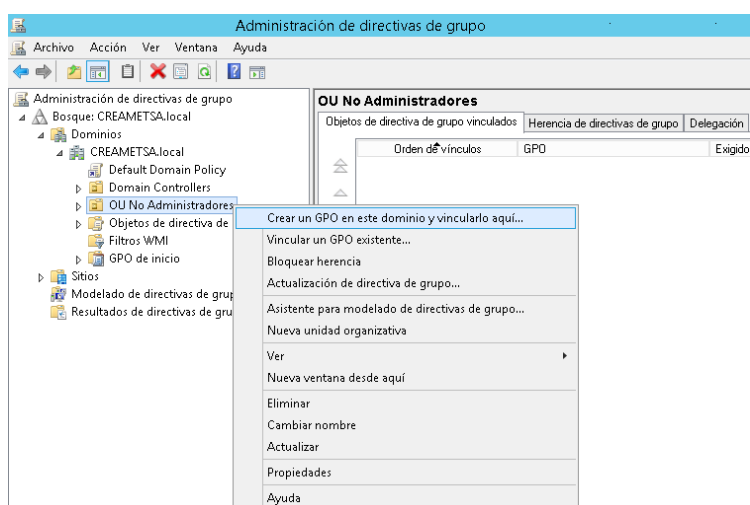 Administración de directivas de grupo
Archivo Acción Ver Ventana Ayuda
Administración de directivas de grupo
Bosque: CREAMETSA.local
Dominios
CREAMETSA.local
Default Domain Policy
Domain Controllers
OU No Administradores
Objetos de directiva de
Filtros WMI
GPO de inicio
Sitios
Modelado de directivas de grup
Resultados de directivas de gru
OU No Administradores
Objetos de directiva de grupo vinculados Herencia de directivas de grupo Delegación
Orden de vínculos GPO Exigido
Crear un GPO en este dominio y vincularlo aquí...
Vincular un GPO existente...
Bloquear herencia
Actualización de directiva de grupo...
Asistente para modelado de directivas de grupo...
Nueva unidad organizativa
Ver
Nueva ventana desde aquí
Eliminar
Cambiar nombre
Actualizar
Propiedades
Ayuda